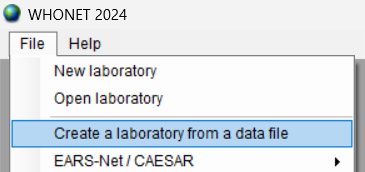 WHONET 2024
File Help
New laboratory
Open laboratory
Create a laboratory from a data file
EARS-Net / CAESAR